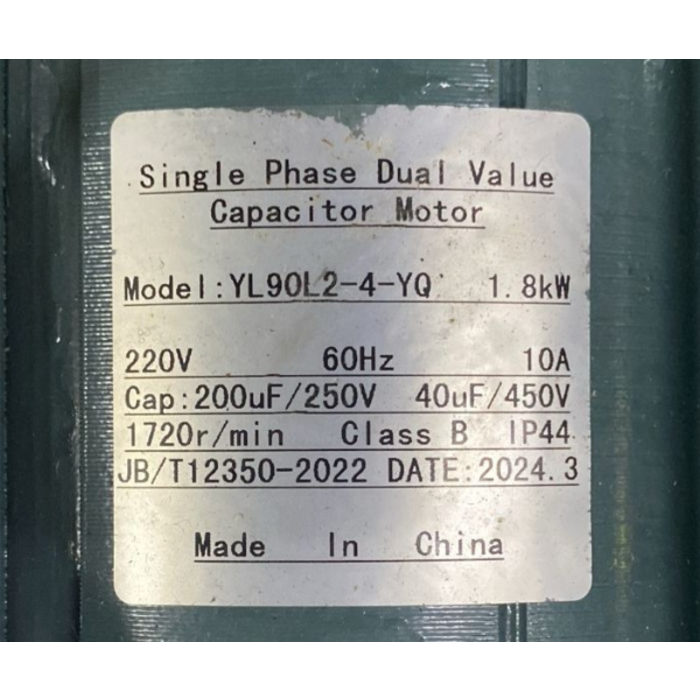 Single Phase Dual Value
Capacitor Motor
Model:YL90L2-4-YQ 1.8kW
220V 60Hz 10A
Cap:200uF/250V 40uF/450V
1720r/min Class B IP44
JB/T12350-2022 DATE:2024.3
Made In China